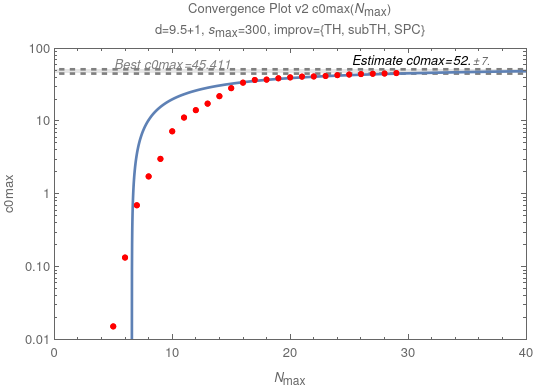 Convergence Plot v2 c0max(Nmax)
d=9.5+1, smax=300, improv={TH, subTH, SPC}
100
Best c0max=45.411
Estimate c0max=52.±7.
10
1
0.10
0.01
c0max
0 10 20 30 40
Nmax